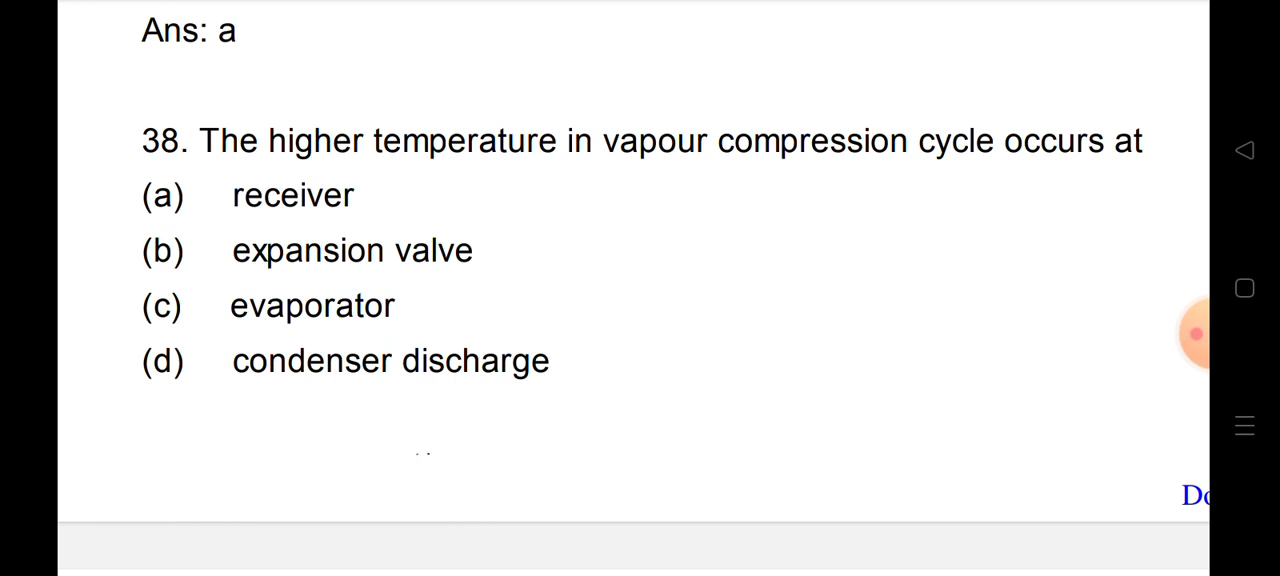 Ans: a
38. The higher temperature in vapour compression cycle occurs at
(a) receiver
(b) expansion valve
(c) evaporator
(d) condenser discharge